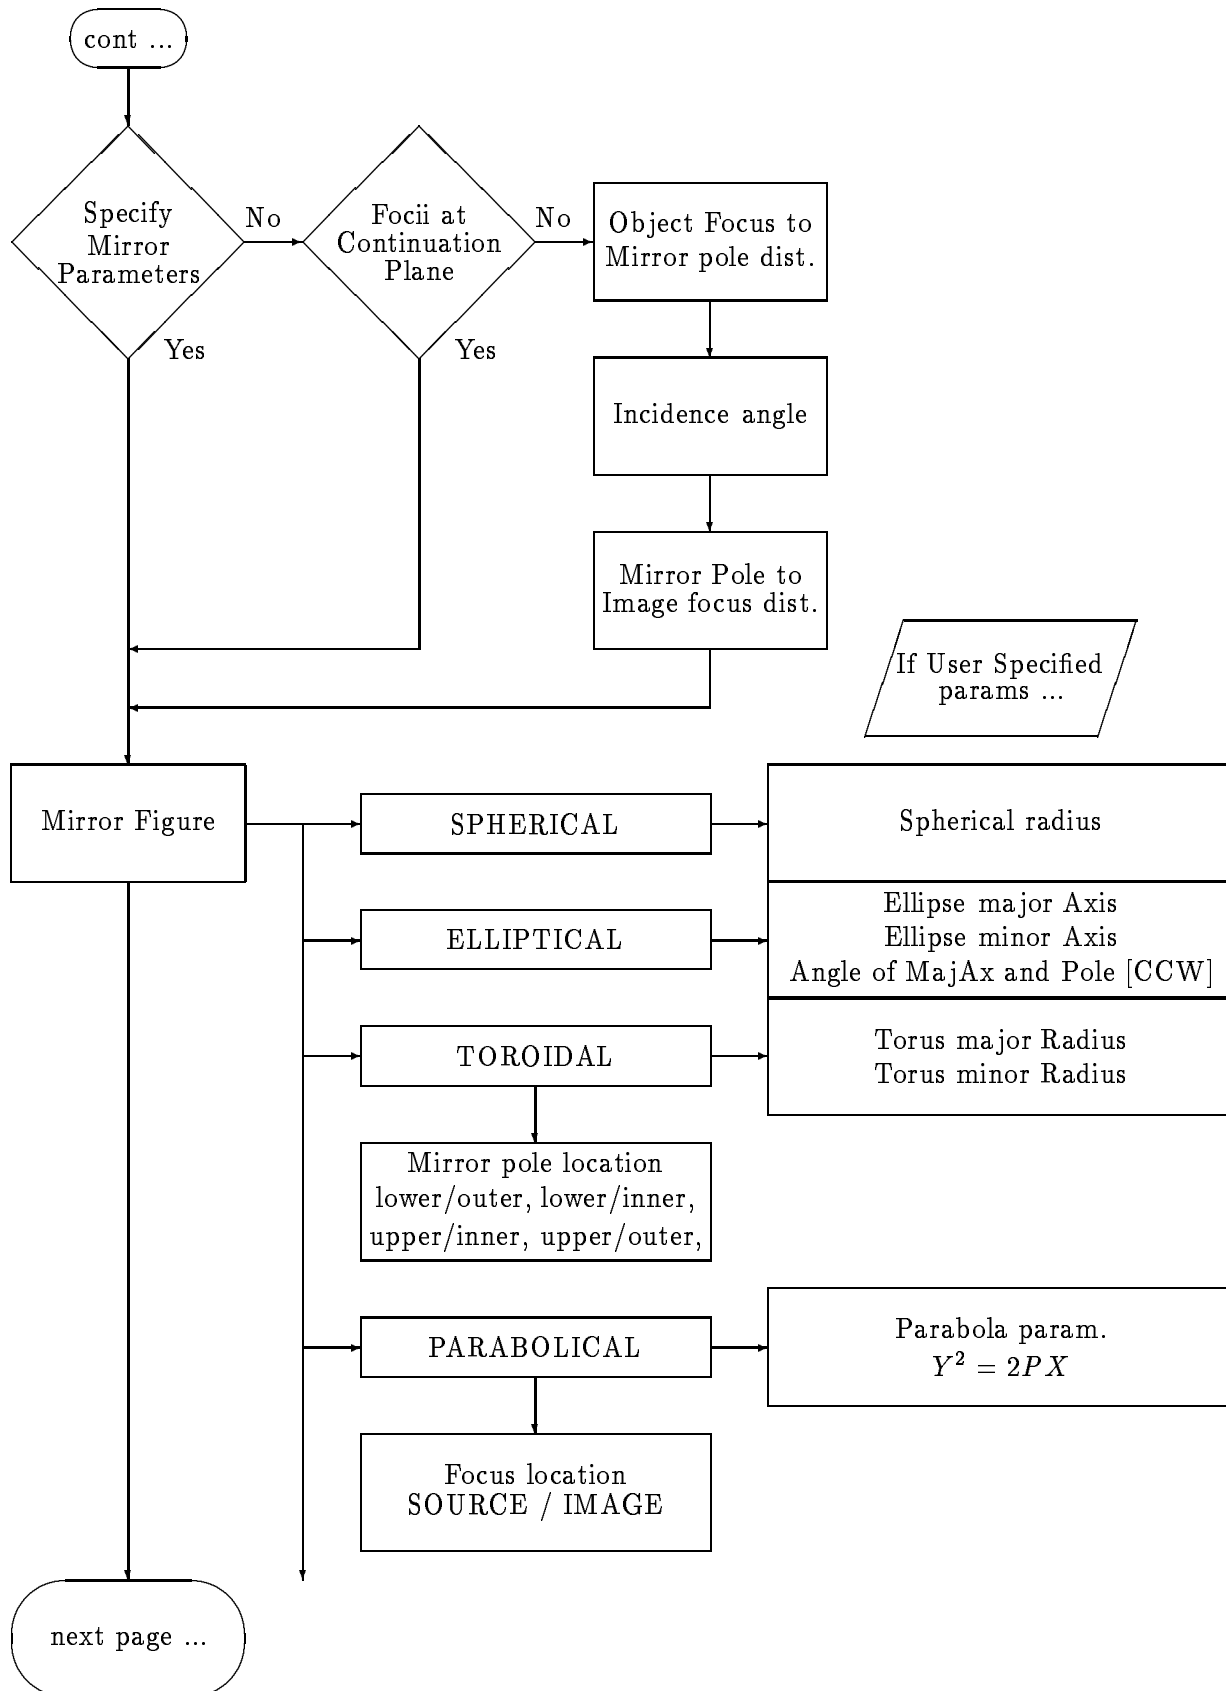 cont ...
Specify
Mirror
Parameters
No
Yes
Focii at
Continuation
Plane
No
Yes
Object Focus to
Mirror pole dist.
Incidence angle
Mirror Pole to
Image focus dist.
If User Specified
params ...
Mirror Figure
SPHERICAL
Spherical radius
ELLIPTICAL
Ellipse major Axis
Ellipse minor Axis
Angle of MajAx and Pole [CCW]
TOROIDAL
Torus major Radius
Torus minor Radius
Mirror pole location
lower/outer, lower/inner,
upper/inner, upper/outer,
PARABOLICAL
Parabola param.
Y² = 2PX
Focus location
SOURCE / IMAGE
next page ...